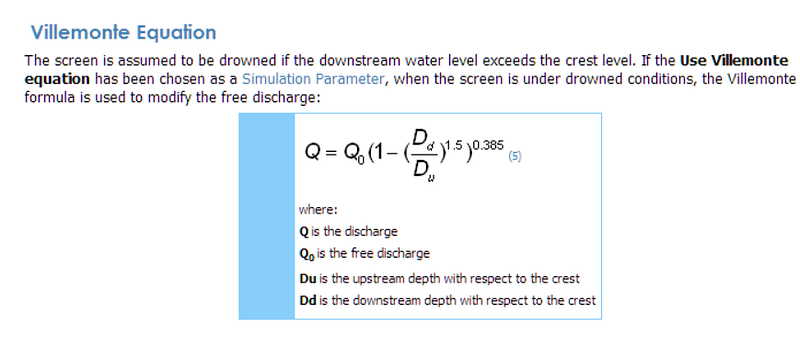 Villemonte Equation
The screen is assumed to be drowned if the downstream water level exceeds the crest level. If the Use Villemonte
equation has been chosen as a Simulation Parameter, when the screen is under drowned conditions, the Villemonte
formula is used to modify the free discharge:
Q = Q₀ (1 − (D_d / D_u)^1.5)^0.385 (5)
where:
Q is the discharge
Q₀ is the free discharge
Du is the upstream depth with respect to the crest
Dd is the downstream depth with respect to the crest